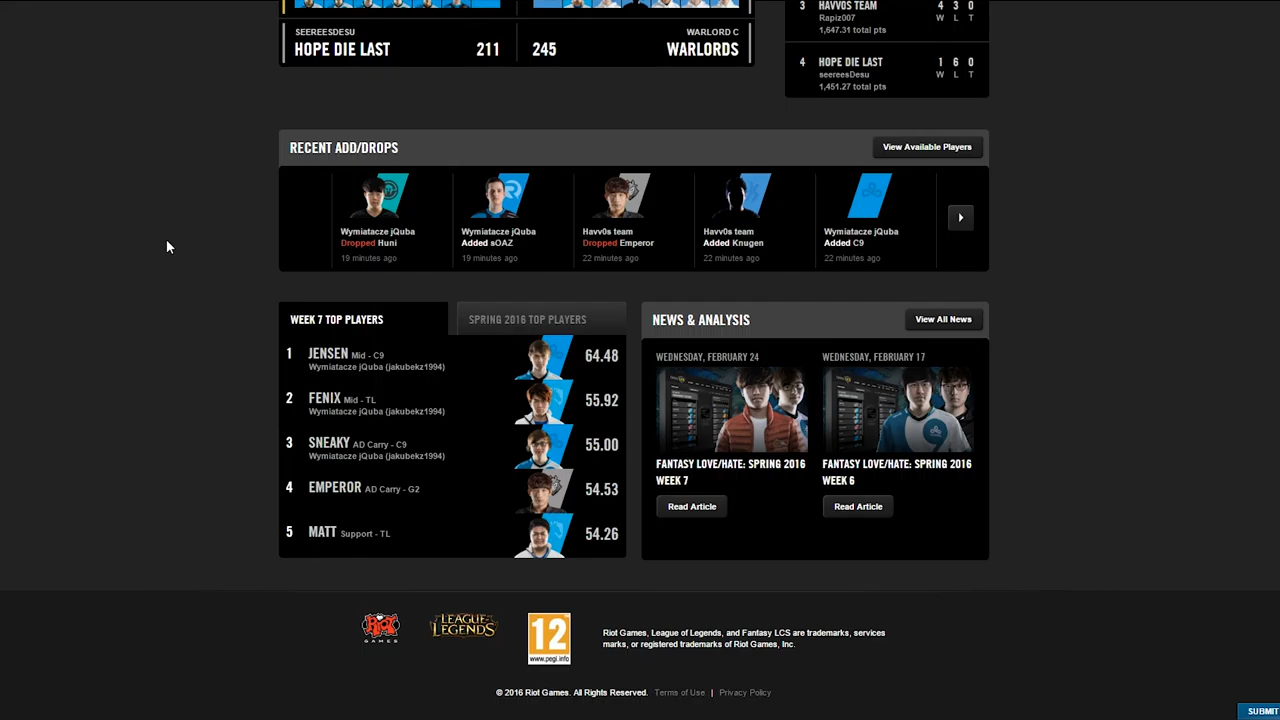 SEEREESDESU
HOPE DIE LAST 211
245 WARLORD C
WARLORDS
3 HAVVOS TEAM 4 3 0
Rapiz007 W L T
1,647.31 total pts
4 HOPE DIE LAST 1 6 0
seereesDesu W L T
1,451.27 total pts
RECENT ADD/DROPS
View Available Players
Wymiatacze jQuba
Dropped Huni
19 minutes ago
Wymiatacze jQuba
Added sOAZ
19 minutes ago
Havv0s team
Dropped Emperor
22 minutes ago
Havv0s team
Added Knugen
22 minutes ago
Wymiatacze jQuba
Added C9
22 minutes ago
WEEK 7 TOP PLAYERS
SPRING 2016 TOP PLAYERS
1 JENSEN Mid - C9 64.48
Wymiatacze jQuba (jakubekz1994)
2 FENIX Mid - TL 55.92
Wymiatacze jQuba (jakubekz1994)
3 SNEAKY AD Carry - C9 55.00
Wymiatacze jQuba (jakubekz1994)
4 EMPEROR AD Carry - G2 54.53
5 MATT Support - TL 54.26
NEWS & ANALYSIS
View All News
WEDNESDAY, FEBRUARY 24
FANTASY LOVE/HATE: SPRING 2016
WEEK 7
Read Article
WEDNESDAY, FEBRUARY 17
FANTASY LOVE/HATE: SPRING 2016
WEEK 6
Read Article
RIOT
GAMES
LEAGUE OF
LEGENDS
12
www.pegi.info
Riot Games, League of Legends, and Fantasy LCS are trademarks, services
marks, or registered trademarks of Riot Games, Inc.
© 2016 Riot Games. All Rights Reserved. Terms of Use | Privacy Policy
SUBMIT